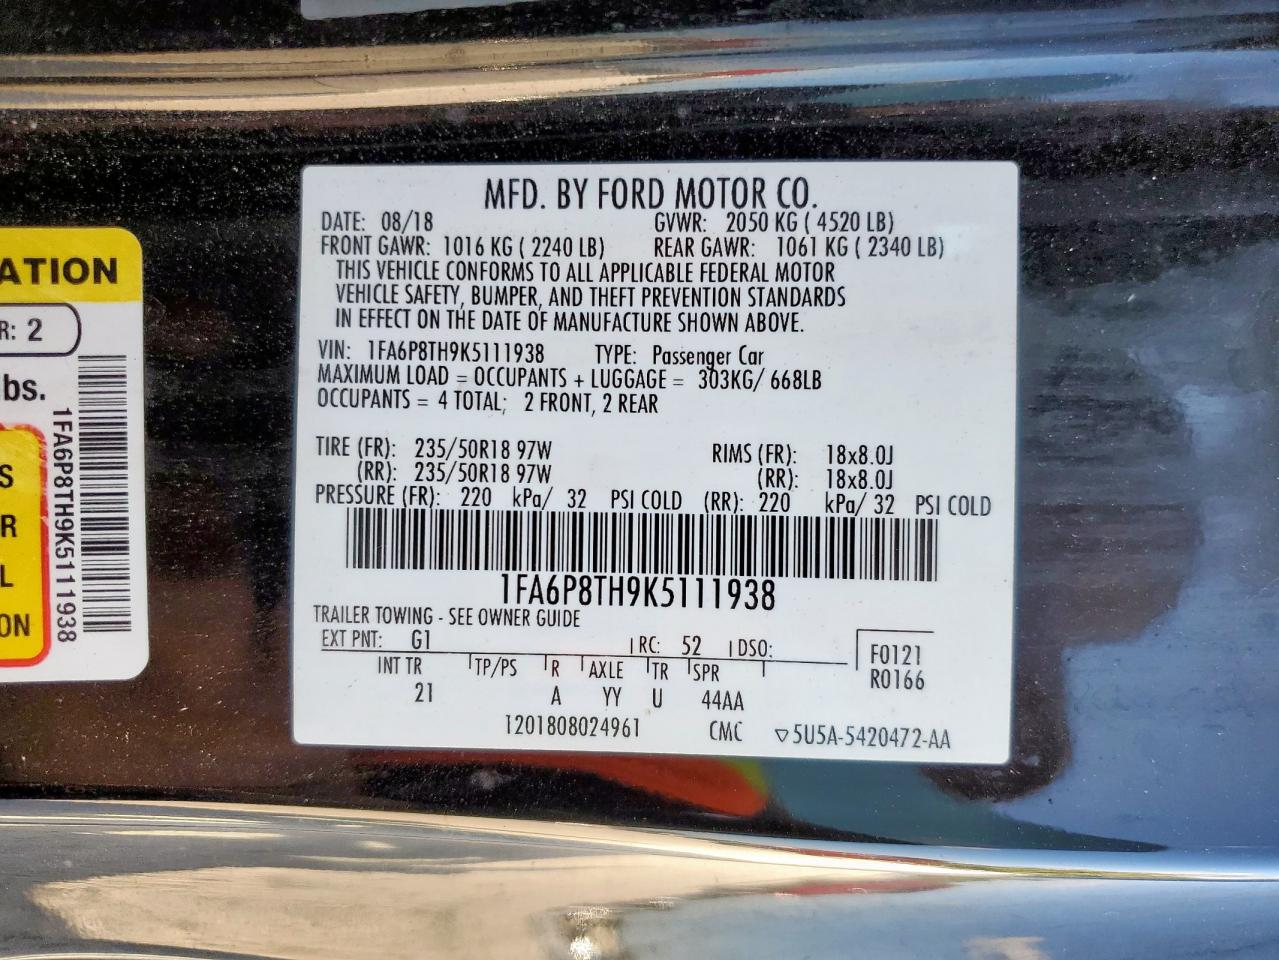 MFD. BY FORD MOTOR CO.
DATE: 08/18 GVWR: 2050 KG ( 4520 LB)
FRONT GAWR: 1016 KG ( 2240 LB) REAR GAWR: 1061 KG ( 2340 LB)
THIS VEHICLE CONFORMS TO ALL APPLICABLE FEDERAL MOTOR
VEHICLE SAFETY, BUMPER, AND THEFT PREVENTION STANDARDS
IN EFFECT ON THE DATE OF MANUFACTURE SHOWN ABOVE.
VIN: 1FA6P8TH9K5111938 TYPE: Passenger Car
MAXIMUM LOAD = OCCUPANTS + LUGGAGE = 303KG/ 668LB
OCCUPANTS = 4 TOTAL; 2 FRONT, 2 REAR
TIRE (FR): 235/50R18 97W RIMS (FR): 18x8.0J
(RR): 235/50R18 97W (RR): 18x8.0J
PRESSURE (FR): 220 kPa/ 32 PSI COLD (RR): 220 kPa/ 32 PSI COLD
1FA6P8TH9K5111938
TRAILER TOWING - SEE OWNER GUIDE
EXT PNT: G1 RC: 52 DSO:
F0121
R0166
INT TR TP/PS R AXLE TR SPR
21 A YY U 44AA
1201808024961 CMC ▽5U5A-5420472-AA
ATION
R: 2
bs.
1FA6P8TH9K5111938
S
R
L
ON